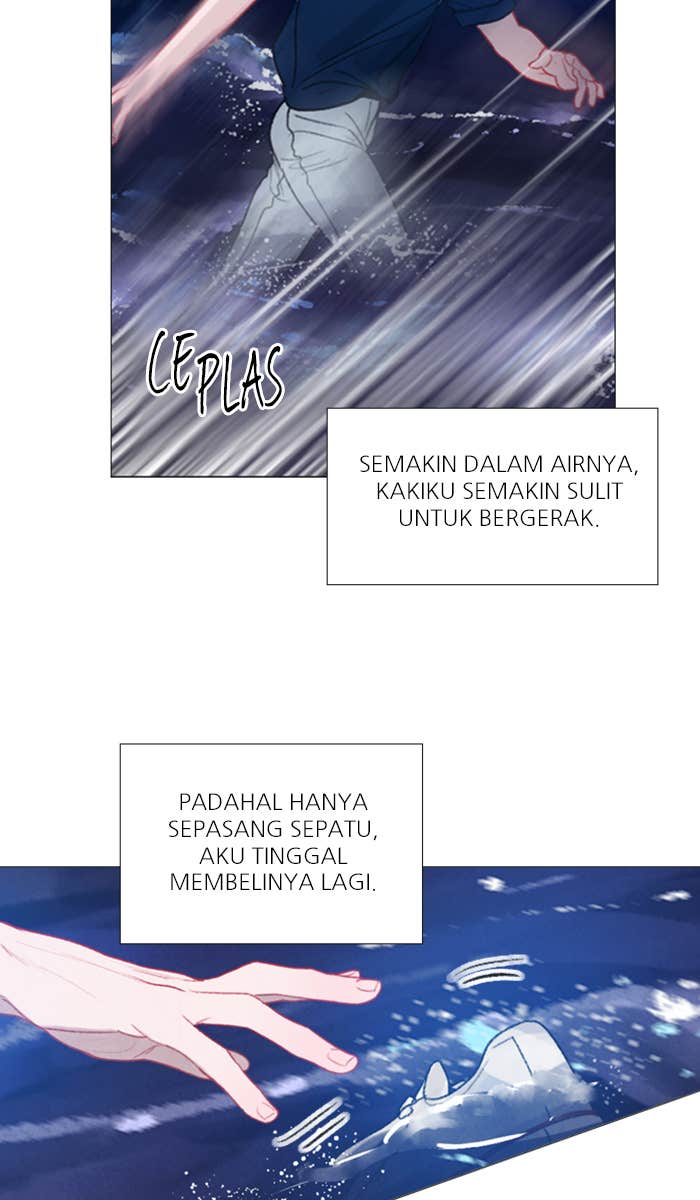 CEPLAS
SEMAKIN DALAM AIRNYA,
KAKIKU SEMAKIN SULIT
UNTUK BERGERAK.
PADAHAL HANYA
SEPASANG SEPATU,
AKU TINGGAL
MEMBELINYA LAGI.